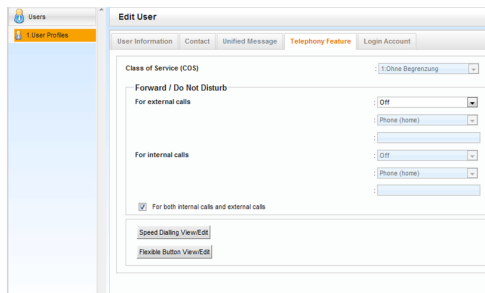 Users
1.User Profiles
Edit User
User Information Contact Unified Message Telephony Feature Login Account
Class of Service (COS) : 1:Ohne Begrenzung
Forward / Do Not Disturb
For external calls : Off
: Phone (home)
:
For internal calls : Off
: Phone (home)
:
For both internal calls and external calls
Speed Dialling View/Edit
Flexible Button View/Edit